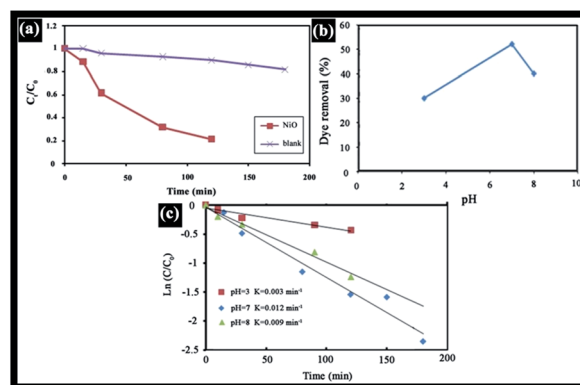 (a)
1.2
1
0.8
0.6
0.4
0.2
0
0 50 100 150 200
Cₜ/C₀
Time (min)
NiO
blank
(b)
60
50
40
30
20
10
0
0 2 4 6 8 10
Dye removal (%)
pH
(c)
0
-0.5
-1
-1.5
-2
-2.5
0 50 100 150 200
Ln (C/C₀)
Time (min)
pH=3 K=0.003 min⁻¹
pH=7 K=0.012 min⁻¹
pH=8 K=0.009 min⁻¹